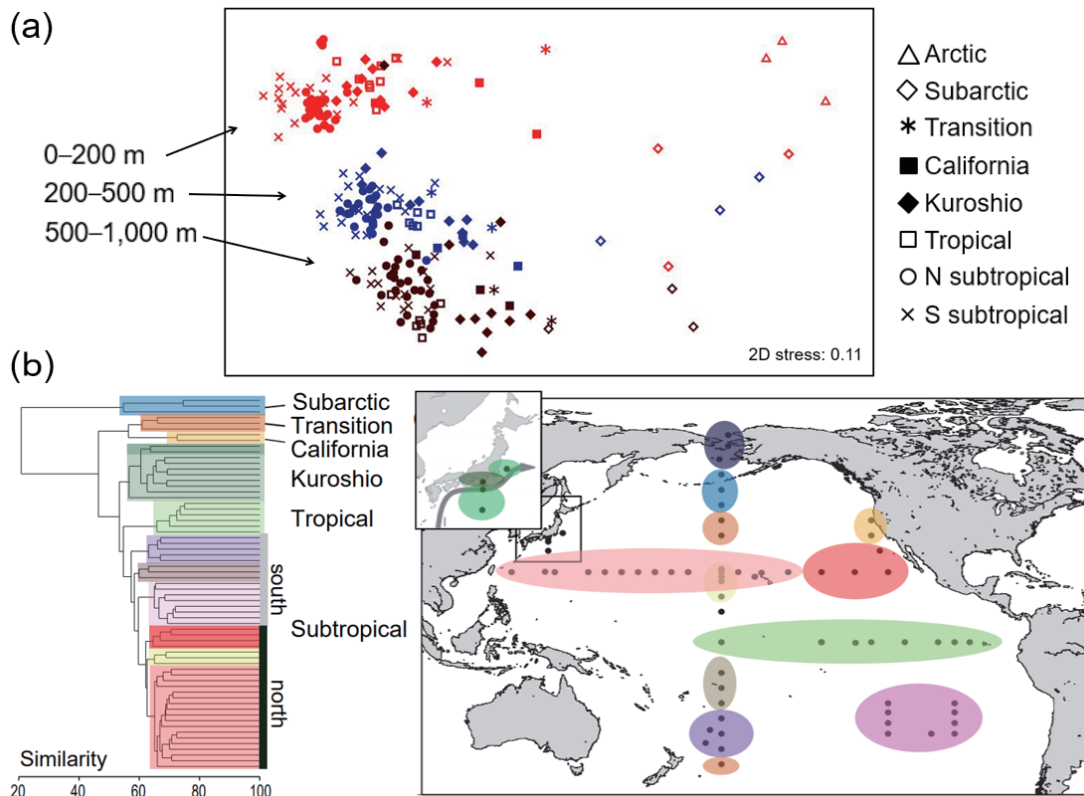 (a)
0–200 m
200–500 m
500–1,000 m
2D stress: 0.11
Arctic
Subarctic
Transition
California
Kuroshio
Tropical
N subtropical
S subtropical
(b)
Subarctic
Transition
California
Kuroshio
Tropical
south
Subtropical
north
Similarity
20 40 60 80 100